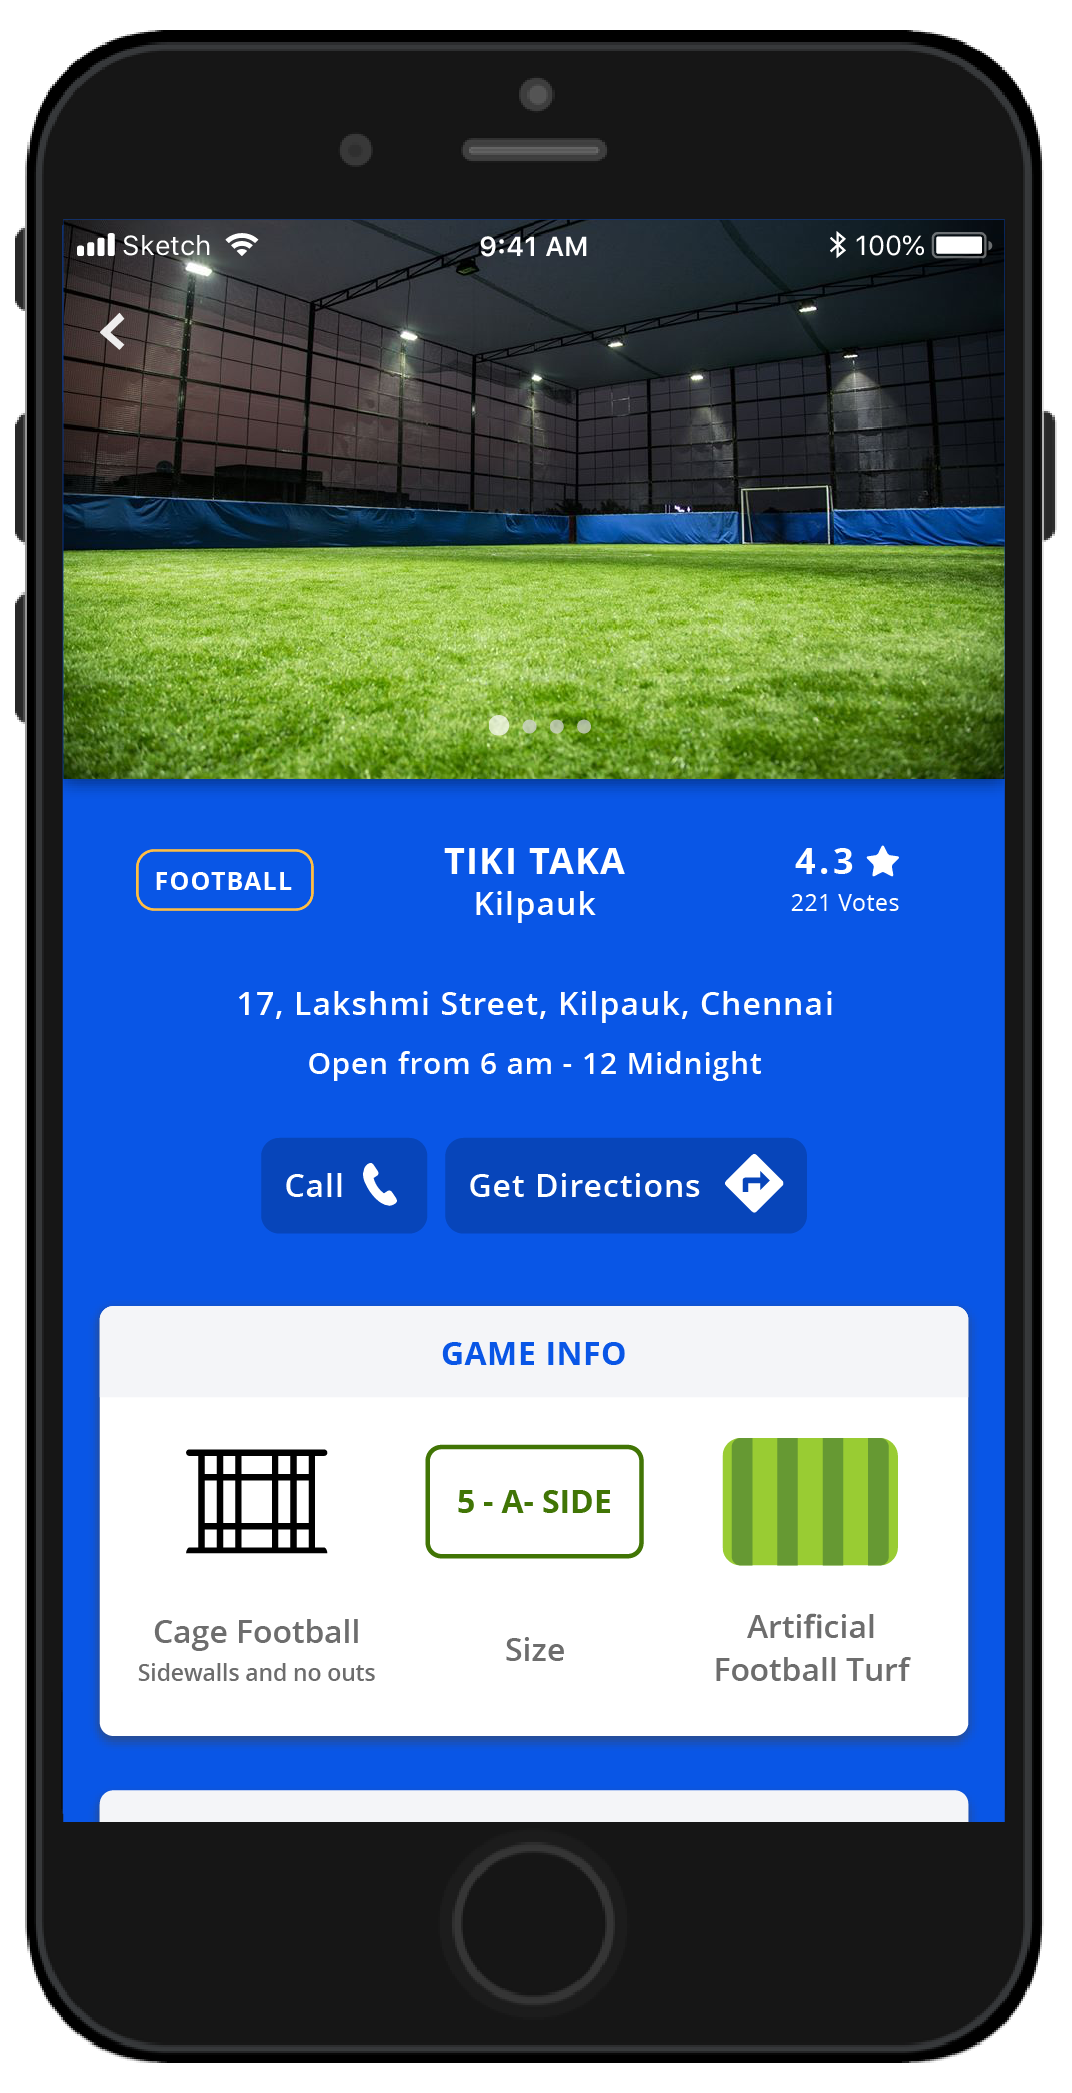 Sketch 9:41 AM 100%
FOOTBALL
TIKI TAKA
Kilpauk
4.3
221 Votes
17, Lakshmi Street, Kilpauk, Chennai
Open from 6 am - 12 Midnight
Call
Get Directions
GAME INFO
5 - A- SIDE
Cage Football
Sidewalls and no outs
Size
Artificial
Football Turf